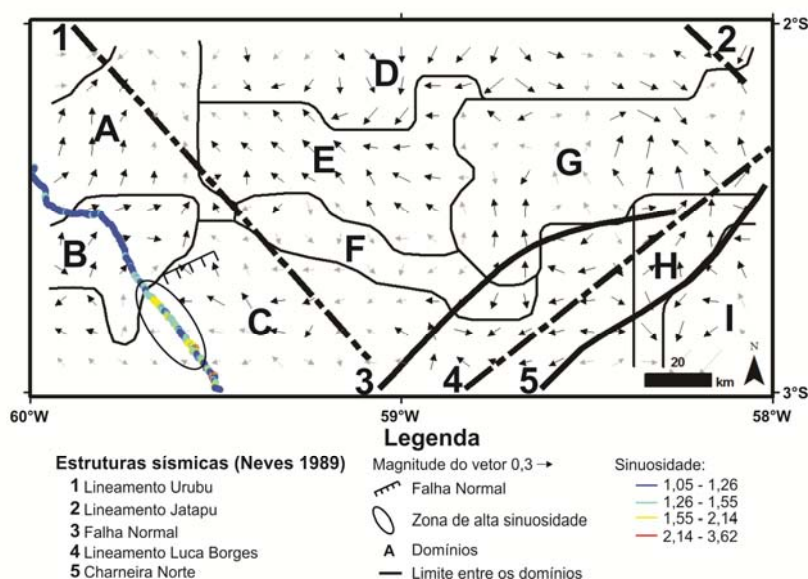 1
2
2°S
D
A
E
G
B
F
H
C
I
20
km
N
3
4
5
3°S
60°W
59°W
58°W
Legenda
Estruturas sísmicas (Neves 1989)
1 Lineamento Urubu
2 Lineamento Jatapu
3 Falha Normal
4 Lineamento Luca Borges
5 Charneira Norte
Magnitude do vetor 0,3
Falha Normal
Zona de alta sinuosidade
A Domínios
Limite entre os domínios
Sinuosidade:
1,05 - 1,26
1,26 - 1,55
1,55 - 2,14
2,14 - 3,62